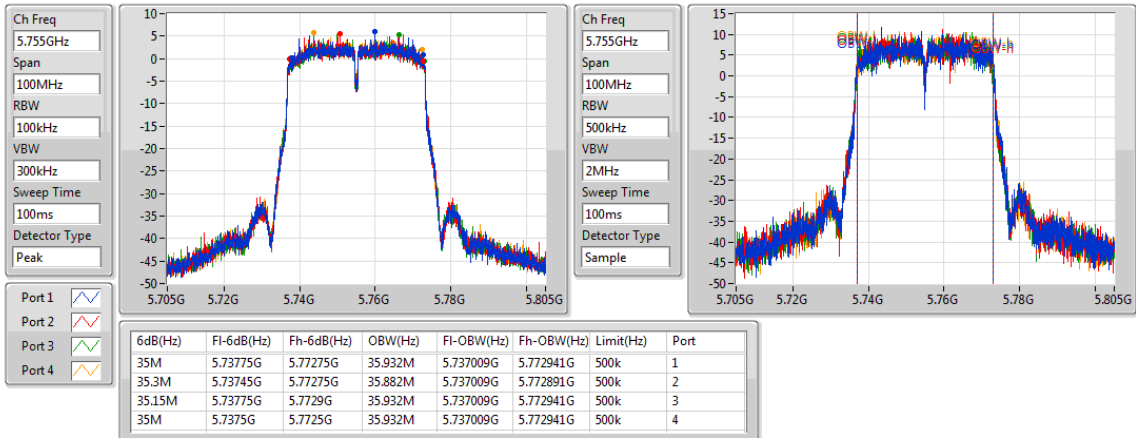 Ch Freq
5.755GHz
Span
100MHz
RBW
100kHz
VBW
300kHz
Sweep Time
100ms
Detector Type
Peak
10
5
0
-5
-10
-15
-20
-25
-30
-35
-40
-45
-50
5.705G 5.72G 5.74G 5.76G 5.78G 5.805G
Ch Freq
5.755GHz
Span
100MHz
RBW
500kHz
VBW
2MHz
Sweep Time
100ms
Detector Type
Sample
15
10
5
0
-5
-10
-15
-20
-25
-30
-35
-40
-45
-50
5.705G 5.72G 5.74G 5.76G 5.78G 5.805G
Port 1
Port 2
Port 3
Port 4
6dB(Hz) Fl-6dB(Hz) Fh-6dB(Hz) OBW(Hz) Fl-OBW(Hz) Fh-OBW(Hz) Limit(Hz) Port
35M 5.73775G 5.77275G 35.932M 5.737009G 5.772941G 500k 1
35.3M 5.73745G 5.77275G 35.882M 5.737009G 5.772891G 500k 2
35.15M 5.73775G 5.7729G 35.932M 5.737009G 5.772941G 500k 3
35M 5.7375G 5.7725G 35.932M 5.737009G 5.772941G 500k 4